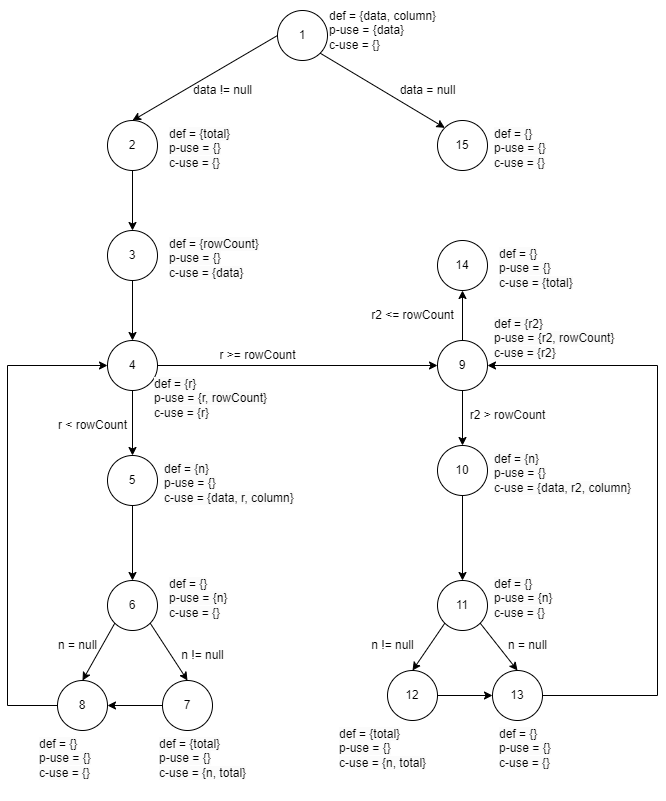 1
def = {data, column}
p-use = {data}
c-use = {}
data != null
data = null
2
def = {total}
p-use = {}
c-use = {}
15
def = {}
p-use = {}
c-use = {}
3
def = {rowCount}
p-use = {}
c-use = {data}
14
def = {}
p-use = {}
c-use = {total}
r2 <= rowCount
4
r >= rowCount
def = {r}
p-use = {r, rowCount}
c-use = {r}
9
def = {r2}
p-use = {r2, rowCount}
c-use = {r2}
r < rowCount
r2 > rowCount
5
def = {n}
p-use = {}
c-use = {data, r, column}
10
def = {n}
p-use = {}
c-use = {data, r2, column}
6
def = {}
p-use = {n}
c-use = {}
11
def = {}
p-use = {n}
c-use = {}
n = null
n != null
n != null
n = null
8
7
12
13
def = {}
p-use = {}
c-use = {}
def = {total}
p-use = {}
c-use = {n, total}
def = {total}
p-use = {}
c-use = {n, total}
def = {}
p-use = {}
c-use = {}